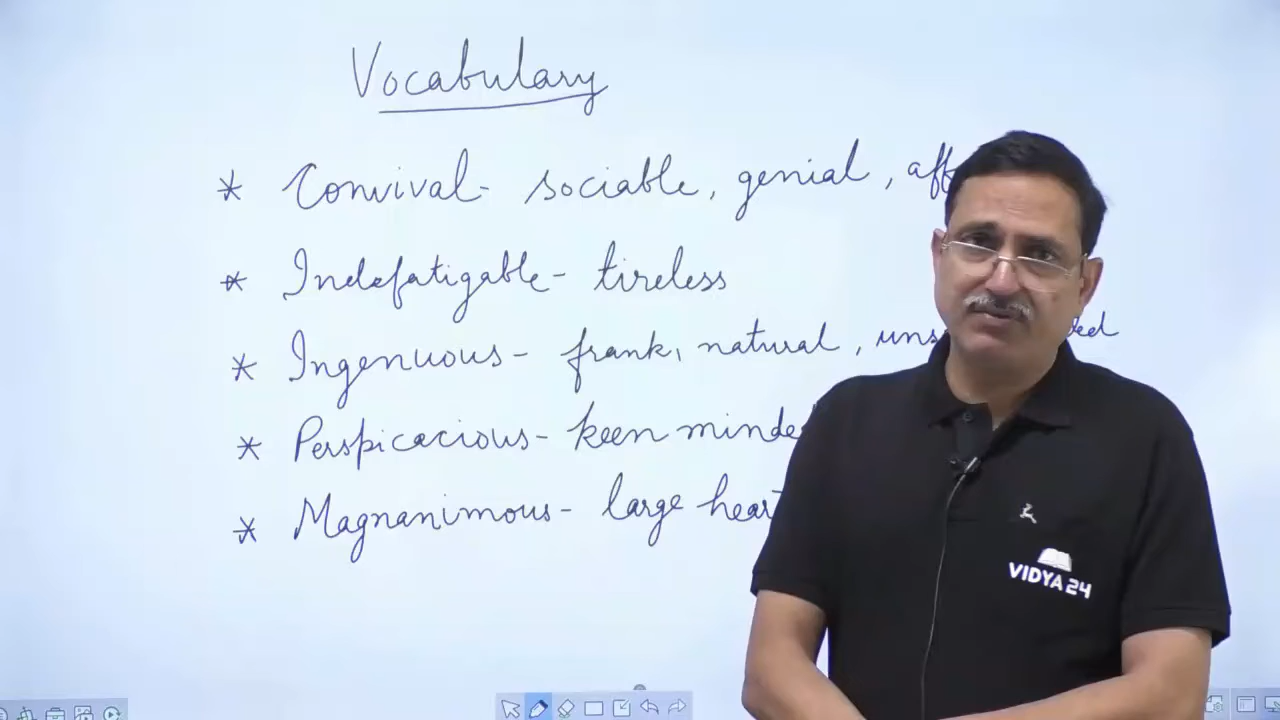 Vocabulary
* Convival - sociable, genial, aff
* Indefatigable - tireless
* Ingenuous - frank, natural, uns
* Perspicacious - keen minde
* Magnanimous - large heart
VIDYA 24